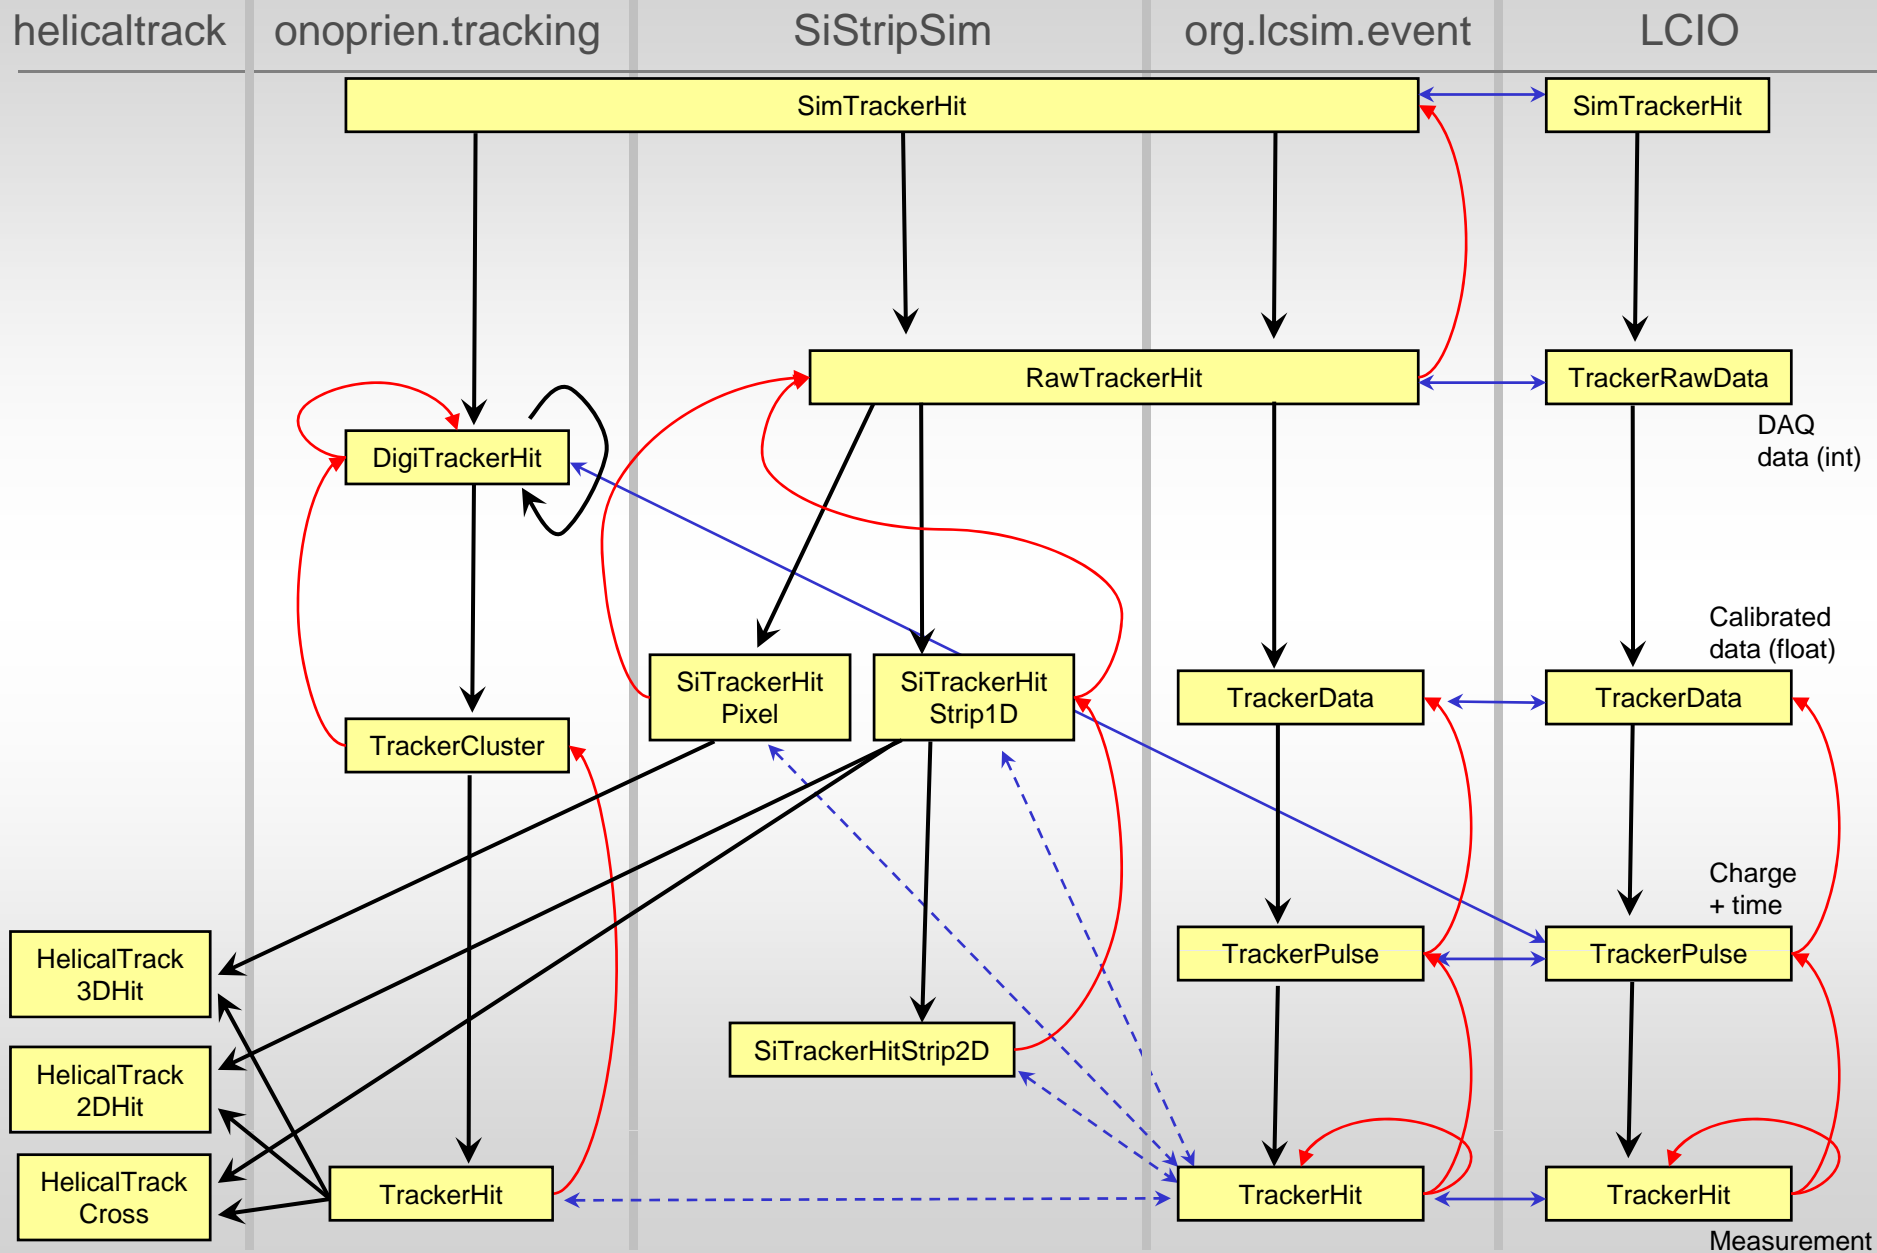 helicaltrack
onoprien.tracking
SiStripSim
org.lcsim.event
LCIO
SimTrackerHit
SimTrackerHit
RawTrackerHit
TrackerRawData
DAQ
data (int)
DigiTrackerHit
Calibrated
data (float)
SiTrackerHit
Pixel
SiTrackerHit
Strip1D
TrackerData
TrackerData
TrackerCluster
Charge
+ time
HelicalTrack
3DHit
TrackerPulse
TrackerPulse
SiTrackerHitStrip2D
HelicalTrack
2DHit
HelicalTrack
Cross
TrackerHit
TrackerHit
TrackerHit
Measurement